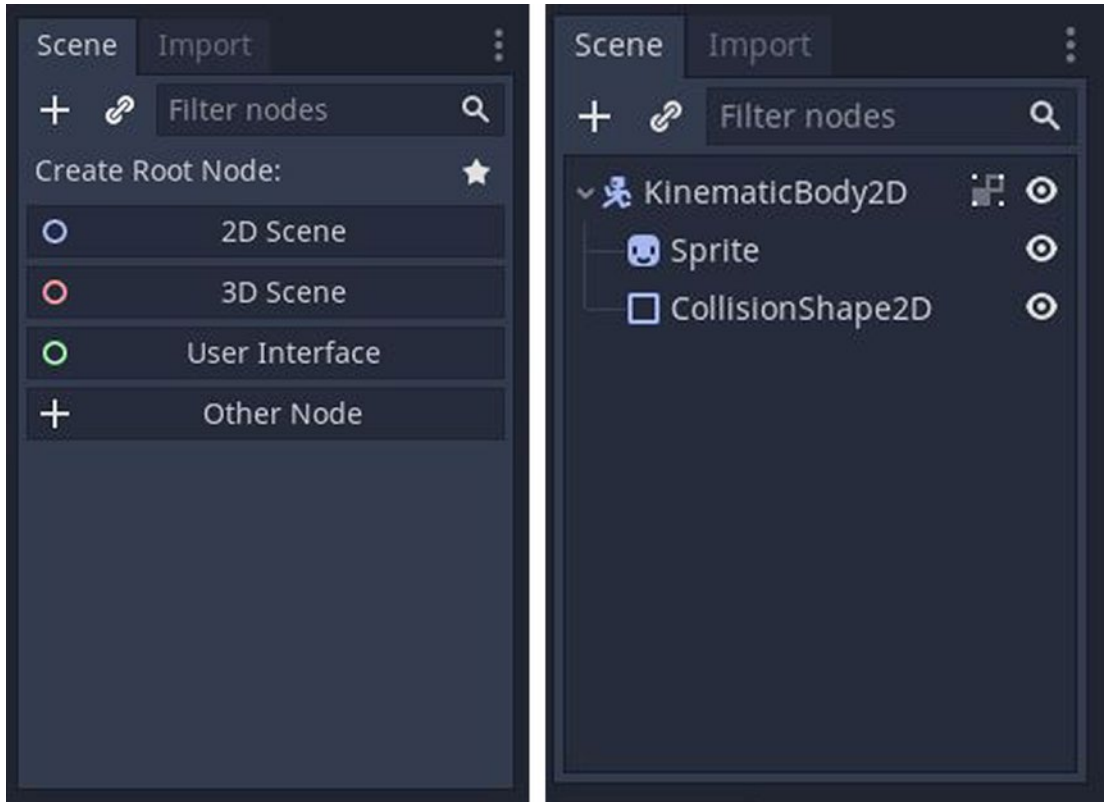 Scene Import
Filter nodes
Create Root Node:
2D Scene
3D Scene
User Interface
Other Node
Scene Import
Filter nodes
KinematicBody2D
Sprite
CollisionShape2D